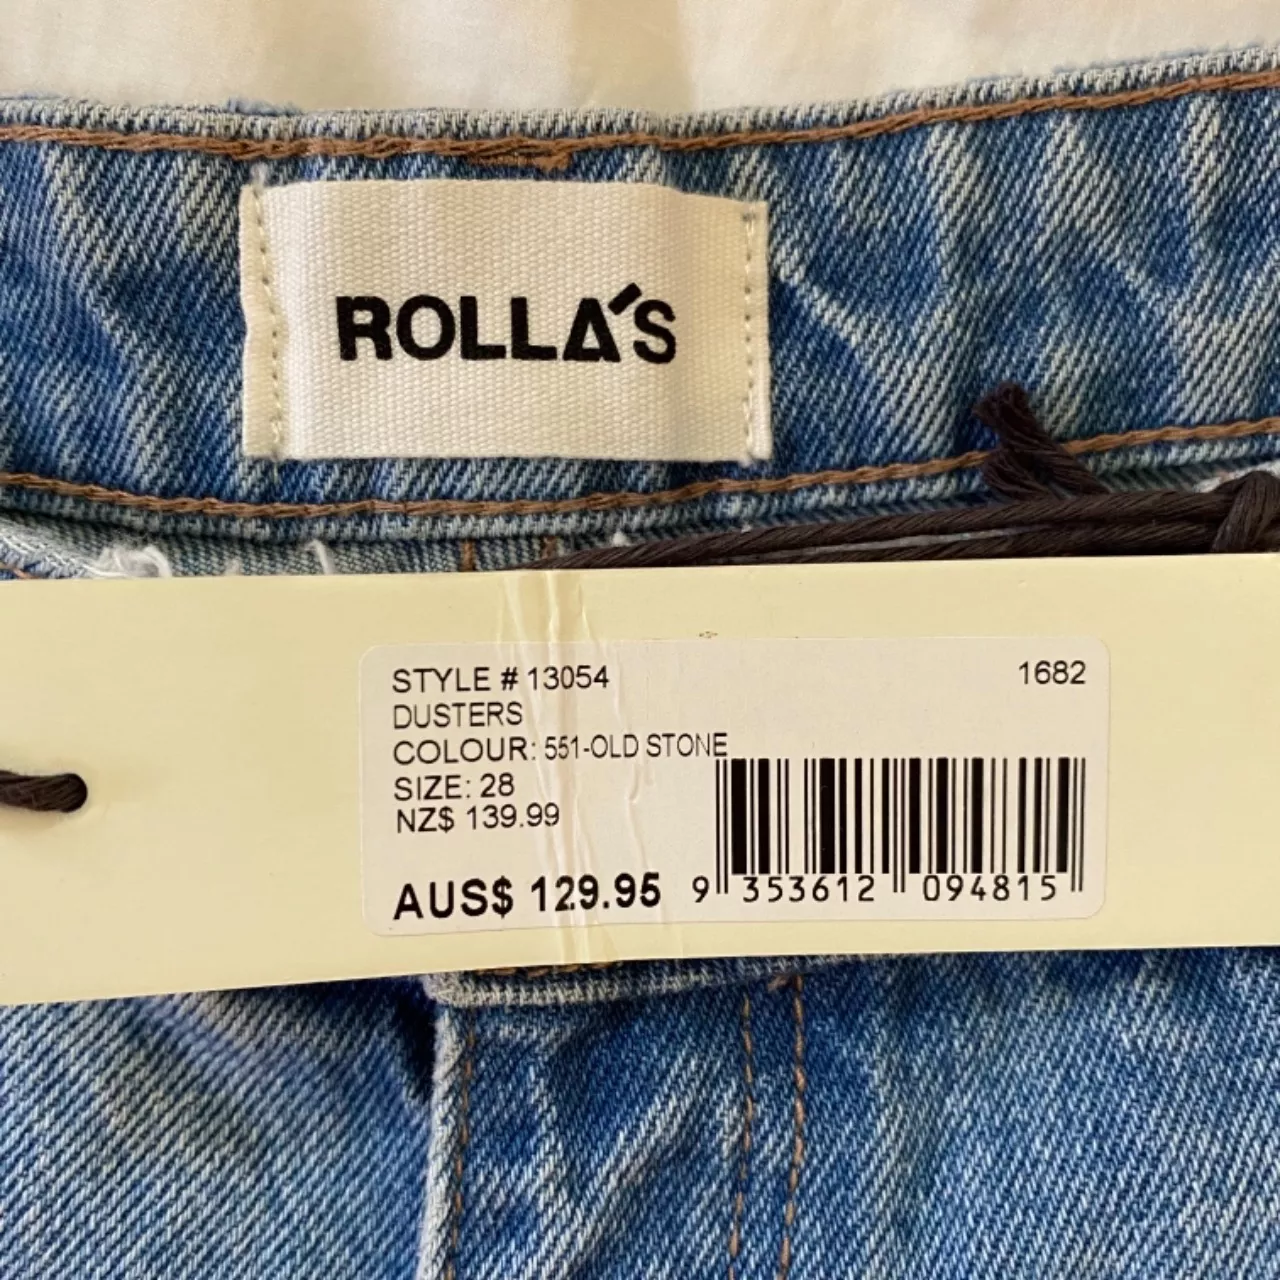 ROLLA'S
STYLE # 13054 1682
DUSTERS
COLOUR: 551-OLD STONE
SIZE: 28
NZ$ 139.99
AUS$ 129.95 9 353612 094815